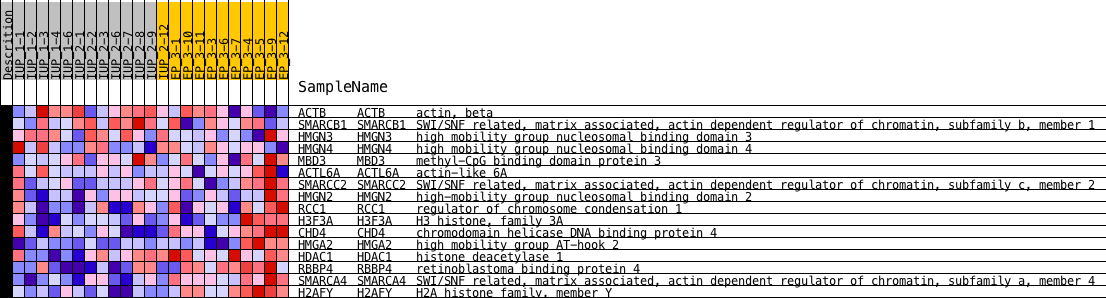 Descrition
IUP_1-1
IUP_1-2
IUP_1-3
IUP_1-4
IUP_1-6
IUP_2-1
IUP_2-2
IUP_2-3
IUP_2-6
IUP_2-7
IUP_2-8
IUP_2-9
IUP_2-12
EP_3-1
EP_3-10
EP_3-11
EP_3-3
EP_3-6
EP_3-7
EP_3-4
EP_3-5
EP_3-9
EP_3-12
SampleName
ACTB ACTB actin, beta
SMARCB1 SMARCB1 SWI/SNF related, matrix associated, actin dependent regulator of chromatin, subfamily b, member 1
HMGN3 HMGN3 high mobility group nucleosomal binding domain 3
HMGN4 HMGN4 high mobility group nucleosomal binding domain 4
MBD3 MBD3 methyl-CpG binding domain protein 3
ACTL6A ACTL6A actin-like 6A
SMARCC2 SMARCC2 SWI/SNF related, matrix associated, actin dependent regulator of chromatin, subfamily c, member 2
HMGN2 HMGN2 high-mobility group nucleosomal binding domain 2
RCC1 RCC1 regulator of chromosome condensation 1
H3F3A H3F3A H3 histone, family 3A
CHD4 CHD4 chromodomain helicase DNA binding protein 4
HMGA2 HMGA2 high mobility group AT-hook 2
HDAC1 HDAC1 histone deacetylase 1
RBBP4 RBBP4 retinoblastoma binding protein 4
SMARCA4 SMARCA4 SWI/SNF related, matrix associated, actin dependent regulator of chromatin, subfamily a, member 4
H2AFY H2AFY H2A histone family, member Y